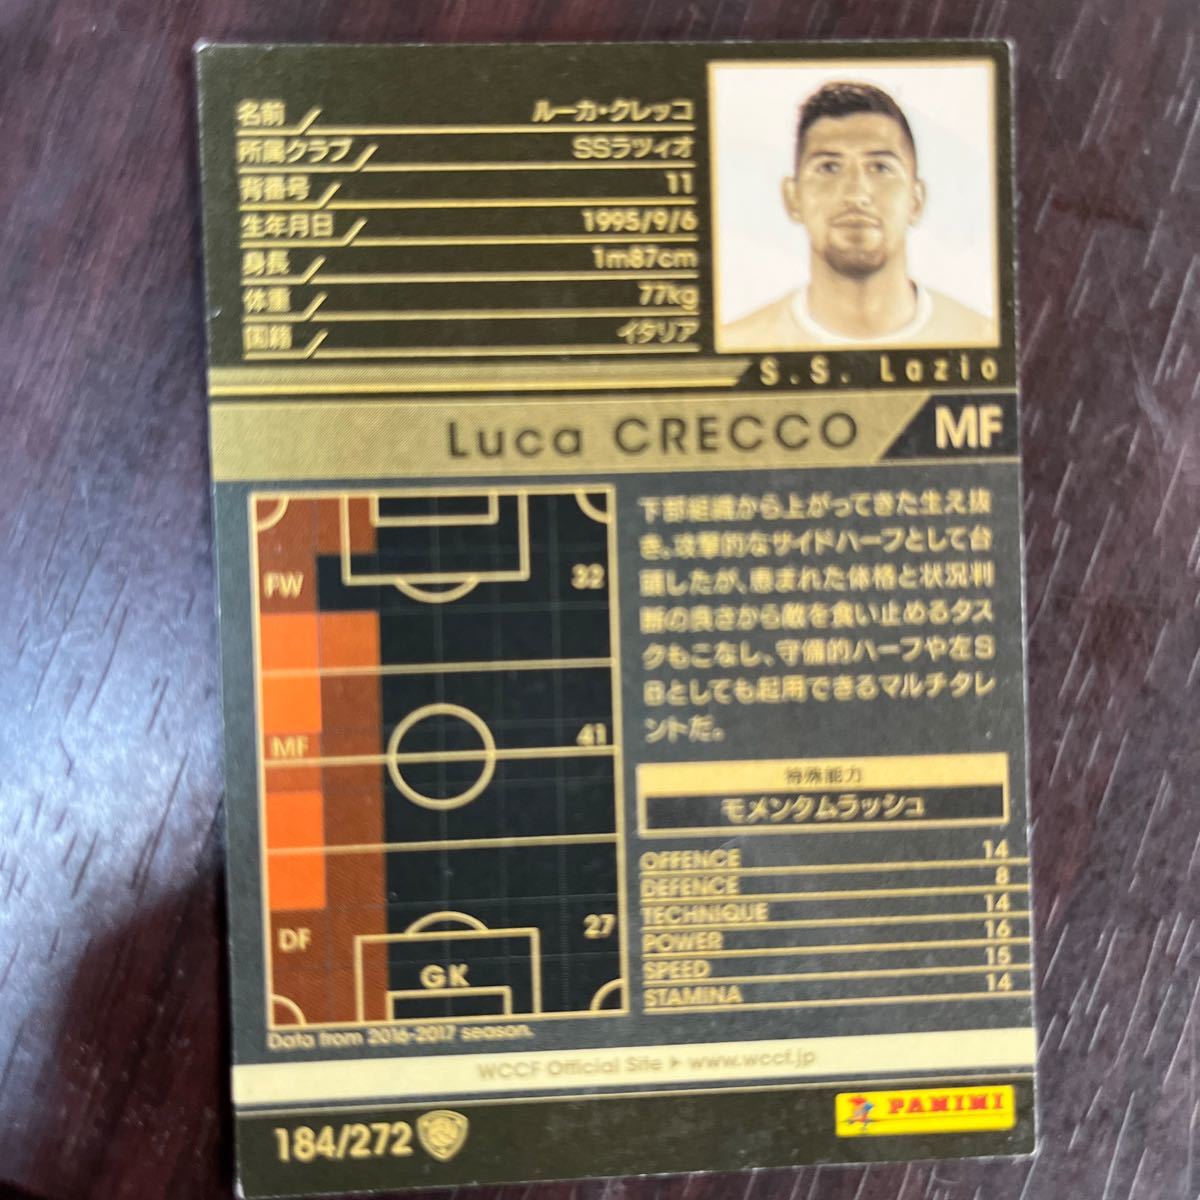 名前 ルーカ・クレッコ
所属クラブ SSラツィオ
背番号 11
生年月日 1995/9/6
身長 1m87cm
体重 77kg
国籍 イタリア
S.S. Lazio
Luca CRECCO MF
下部組織から上がってきた生え抜
き。攻撃的なサイドハーフとして台
頭したが、恵まれた体格と状況判
断の良さから敵を食い止めるタス
クもこなし、守備的ハーフや左S
Bとしても起用できるマルチタレ
ントだ。
FW 32
MF 41
DF 27
GK
特殊能力
モメンタムラッシュ
OFFENCE 14
DEFENCE 8
TECHNIQUE 14
POWER 16
SPEED 15
STAMINA 14
Data from 2016-2017 season.
WCCF Official Site ▶ www.wccf.jp
184/272
PANINI